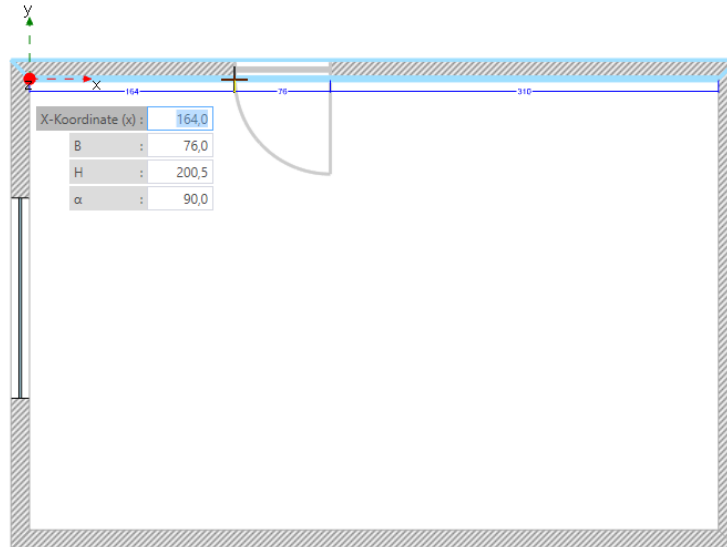 y
z
x
164
76
310
X-Koordinate (x) : 164,0
B : 76,0
H : 200,5
α : 90,0